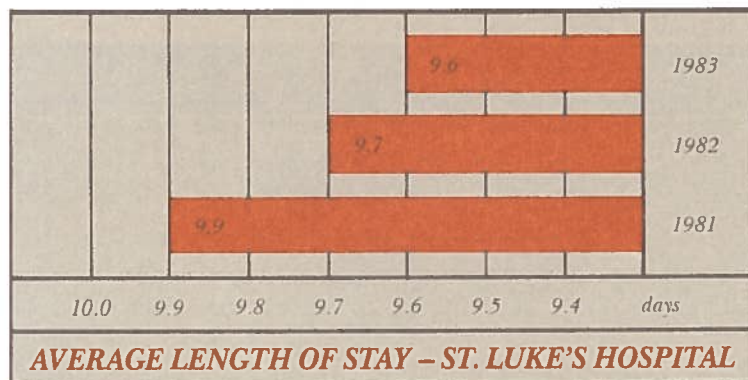 9.6 1983
9.7 1982
9.9 1981
10.0 9.9 9.8 9.7 9.6 9.5 9.4 days
AVERAGE LENGTH OF STAY – ST. LUKE'S HOSPITAL